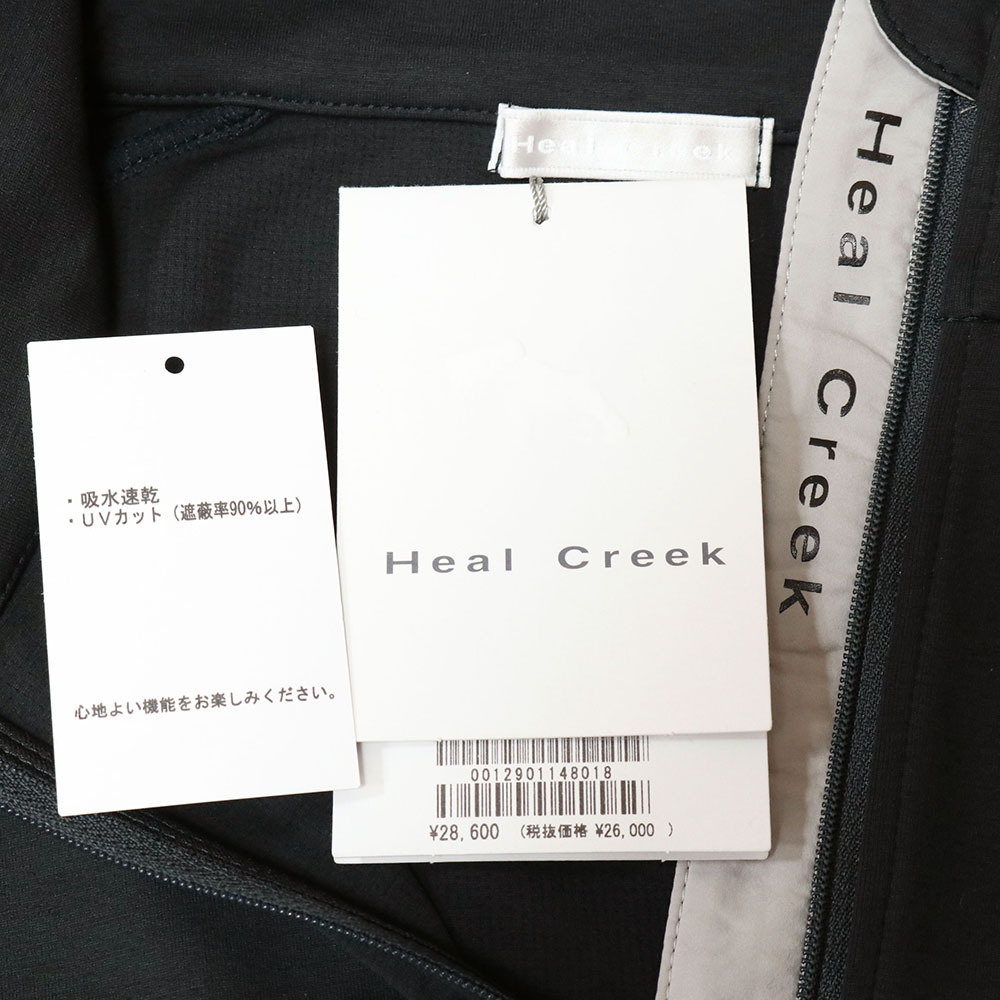 Heal Creek
Heal Creek
・吸水速乾
・UVカット（遮蔽率90%以上）
心地よい機能をお楽しみください。
Heal Creek
0012901148018
¥28,600 （税抜価格 ¥26,000 ）